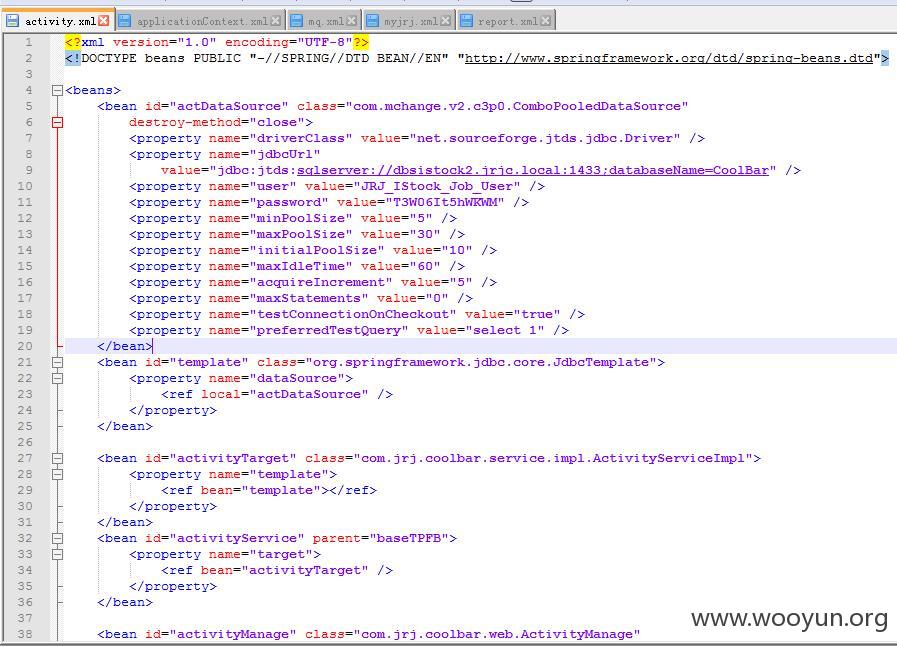 activity.xml applicationContext.xml mq.xml myjrj.xml report.xml
1 <?xml version="1.0" encoding="UTF-8"?>
2 <!DOCTYPE beans PUBLIC "-//SPRING//DTD BEAN//EN" "http://www.springframework.org/dtd/spring-beans.dtd">
3
4 <beans>
5 <bean id="actDataSource" class="com.mchange.v2.c3p0.ComboPooledDataSource"
6 destroy-method="close">
7 <property name="driverClass" value="net.sourceforge.jtds.jdbc.Driver" />
8 <property name="jdbcUrl"
9 value="jdbc:jtds:sqlserver://dbsistock2.jrjc.local:1433;databaseName=CoolBar" />
10 <property name="user" value="JRJ_IStock_Job_User" />
11 <property name="password" value="T3W06It5hWKWM" />
12 <property name="minPoolSize" value="5" />
13 <property name="maxPoolSize" value="30" />
14 <property name="initialPoolSize" value="10" />
15 <property name="maxIdleTime" value="60" />
16 <property name="acquireIncrement" value="5" />
17 <property name="maxStatements" value="0" />
18 <property name="testConnectionOnCheckout" value="true" />
19 <property name="preferredTestQuery" value="select 1" />
20 </bean>
21 <bean id="template" class="org.springframework.jdbc.core.JdbcTemplate">
22 <property name="dataSource">
23 <ref local="actDataSource" />
24 </property>
25 </bean>
26
27 <bean id="activityTarget" class="com.jrj.coolbar.service.impl.ActivityServiceImpl">
28 <property name="template">
29 <ref bean="template"></ref>
30 </property>
31 </bean>
32 <bean id="activityService" parent="baseTPFB">
33 <property name="target">
34 <ref bean="activityTarget" />
35 </property>
36 </bean>
37
38 <bean id="activityManage" class="com.jrj.coolbar.web.ActivityManage"
www.wooyun.org